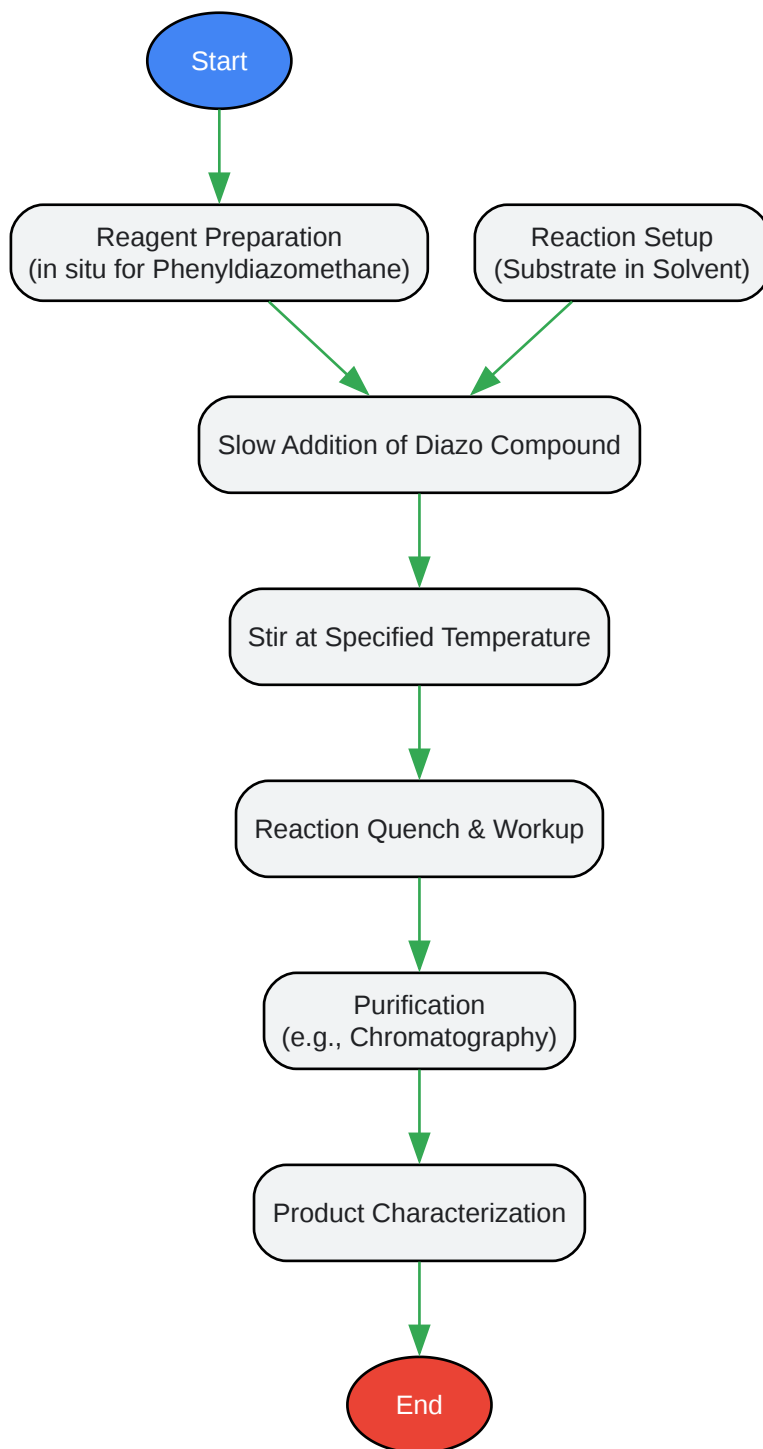 Start
Reagent Preparation
(in situ for Phenyldiazomethane)
Reaction Setup
(Substrate in Solvent)
Slow Addition of Diazo Compound
Stir at Specified Temperature
Reaction Quench & Workup
Purification
(e.g., Chromatography)
Product Characterization
End